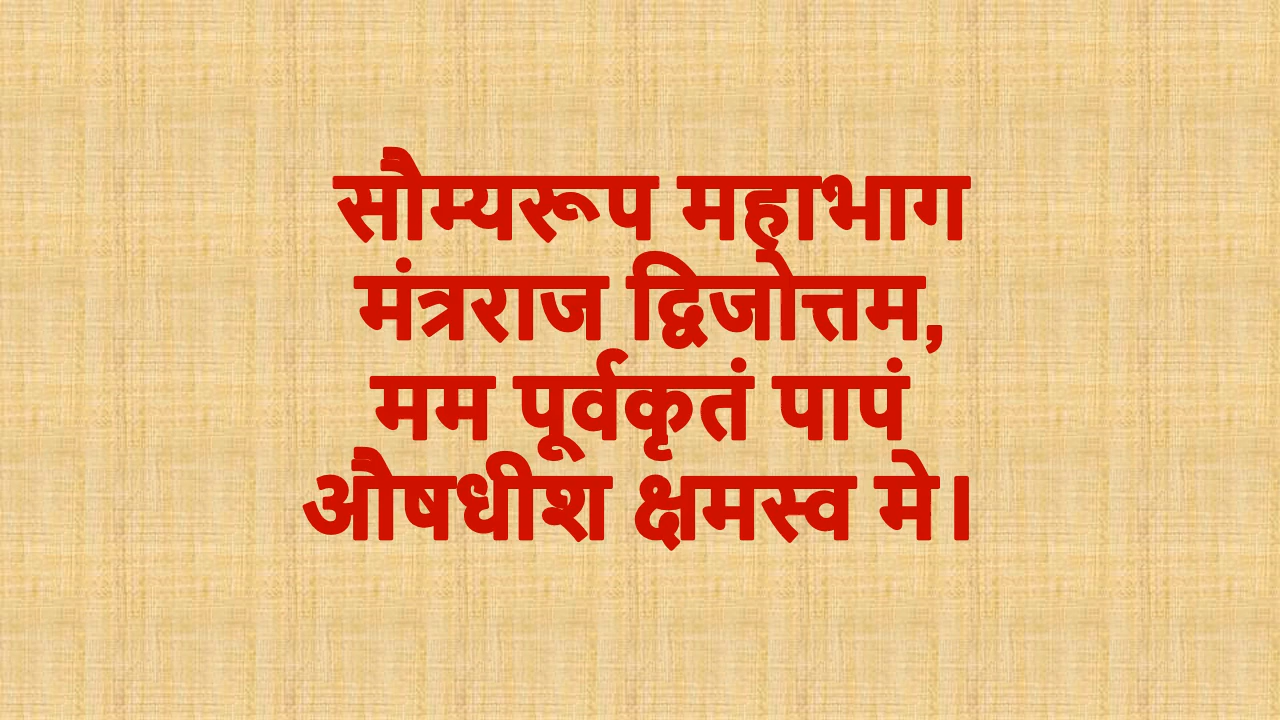 सौम्यरूप महाभाग
मंत्रराज द्विजोत्तम,
मम पूर्वकृतं पापं
औषधीश क्षमस्व मे।